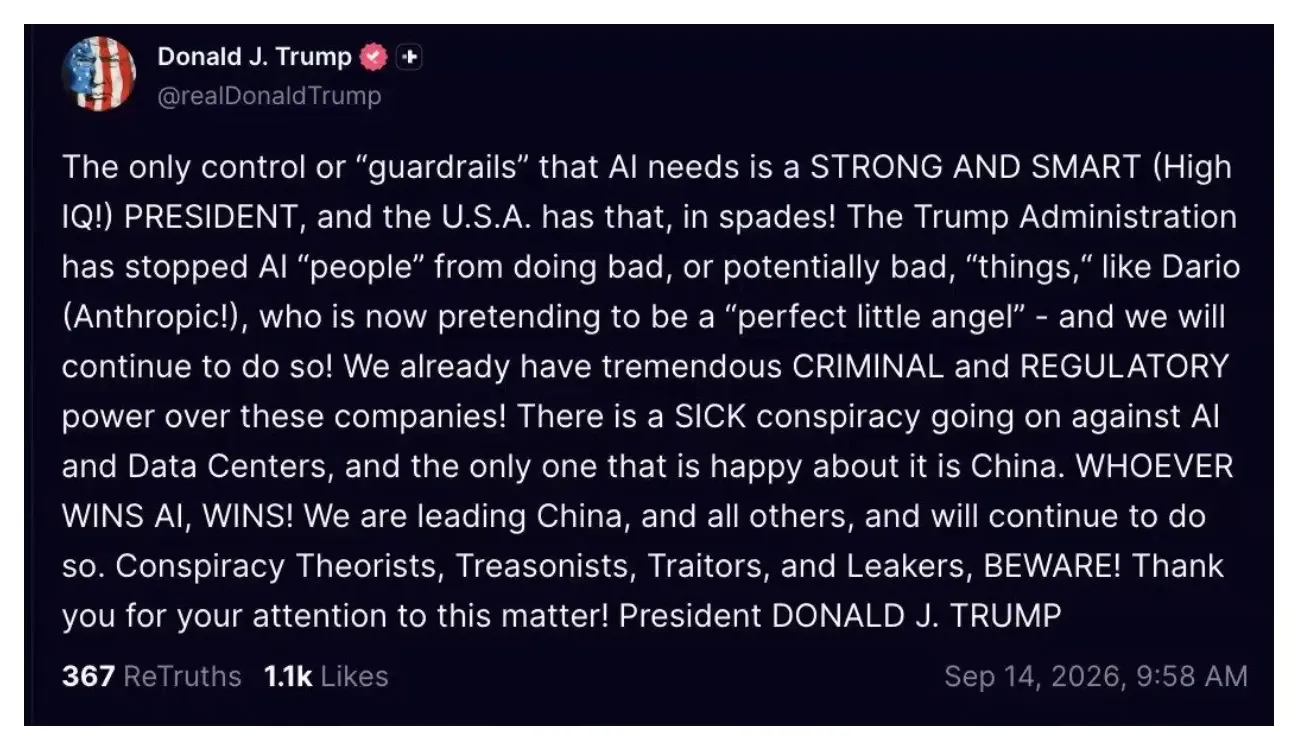 Donald J. Trump
@realDonaldTrump
The only control or “guardrails” that AI needs is a STRONG AND SMART (High
IQ!) PRESIDENT, and the U.S.A. has that, in spades! The Trump Administration
has stopped AI “people” from doing bad, or potentially bad, “things,“ like Dario
(Anthropic!), who is now pretending to be a “perfect little angel” - and we will
continue to do so! We already have tremendous CRIMINAL and REGULATORY
power over these companies! There is a SICK conspiracy going on against AI
and Data Centers, and the only one that is happy about it is China. WHOEVER
WINS AI, WINS! We are leading China, and all others, and will continue to do
so. Conspiracy Theorists, Treasonists, Traitors, and Leakers, BEWARE! Thank
you for your attention to this matter! President DONALD J. TRUMP
367 ReTruths 1.1k Likes Sep 14, 2026, 9:58 AM